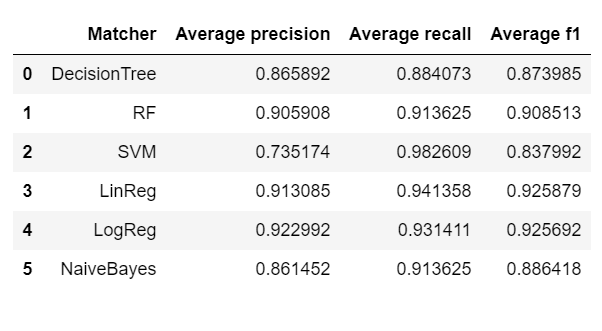 Matcher Average precision Average recall Average f1
0 DecisionTree 0.865892 0.884073 0.873985
1 RF 0.905908 0.913625 0.908513
2 SVM 0.735174 0.982609 0.837992
3 LinReg 0.913085 0.941358 0.925879
4 LogReg 0.922992 0.931411 0.925692
5 NaiveBayes 0.861452 0.913625 0.886418